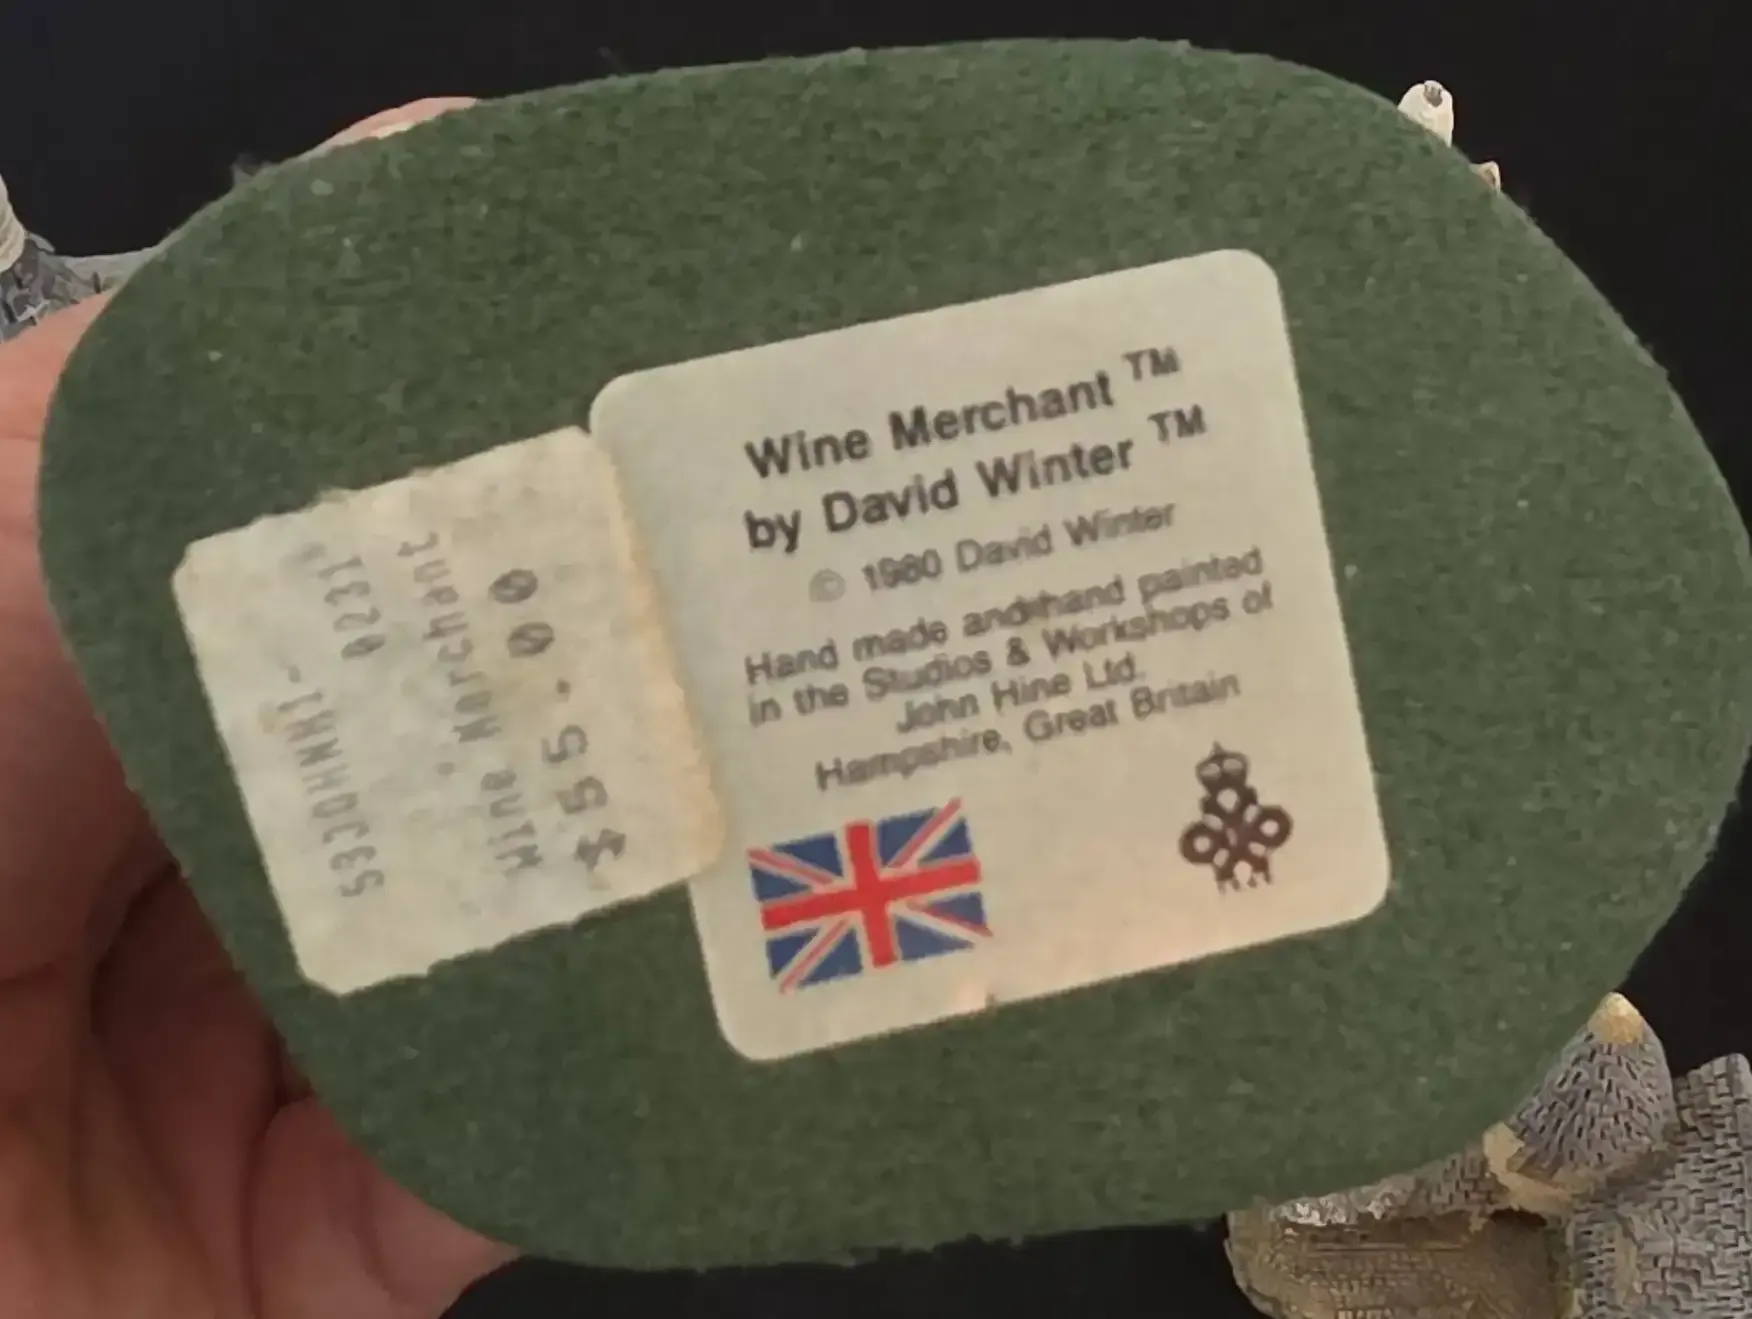 Wine Merchant ™
by David Winter ™
© 1980 David Winter
Hand made and hand painted
in the Studios & Workshops of
John Hine Ltd.
Hampshire, Great Britain
0231
Wine Merchant
$55.00